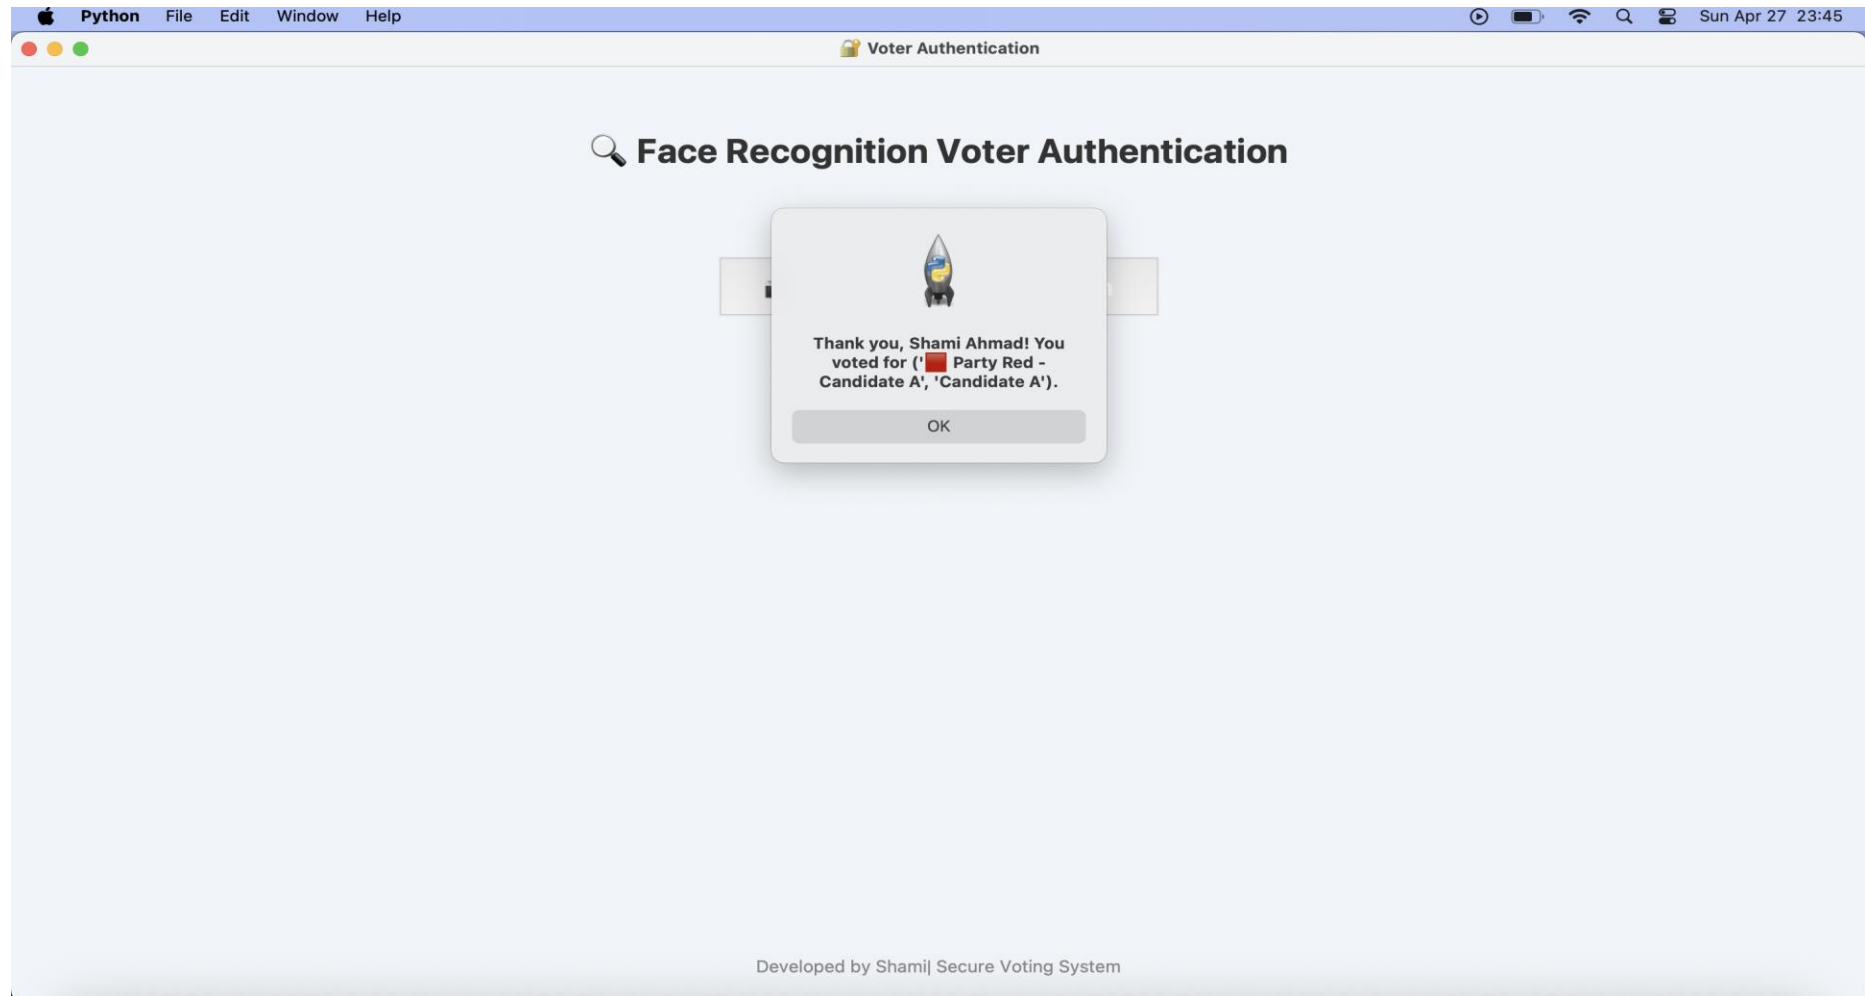 Python File Edit Window Help Sun Apr 27 23:45
🔐 Voter Authentication
🔍 Face Recognition Voter Authentication
Thank you, Shami Ahmad! You
voted for ('🟥 Party Red -
Candidate A', 'Candidate A').
OK
Developed by Shami| Secure Voting System